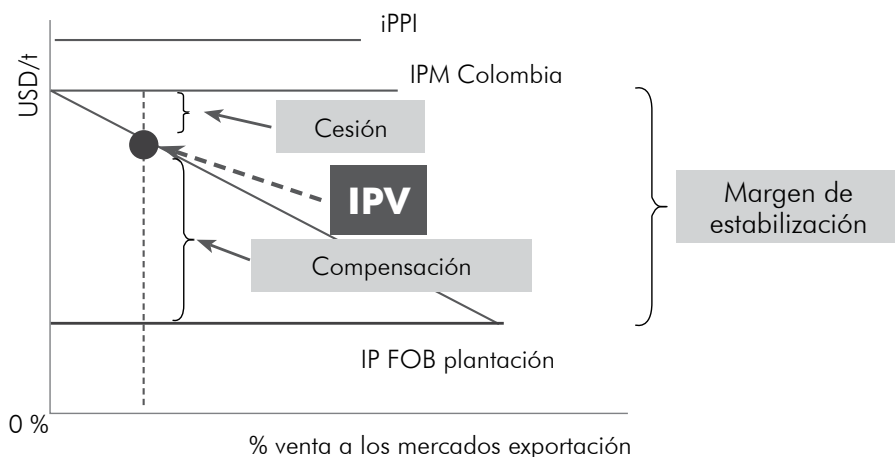 iPPI
USD/t
IPM Colombia
Cesión
IPV
Margen de
estabilización
Compensación
IP FOB plantación
0 %
% venta a los mercados exportación